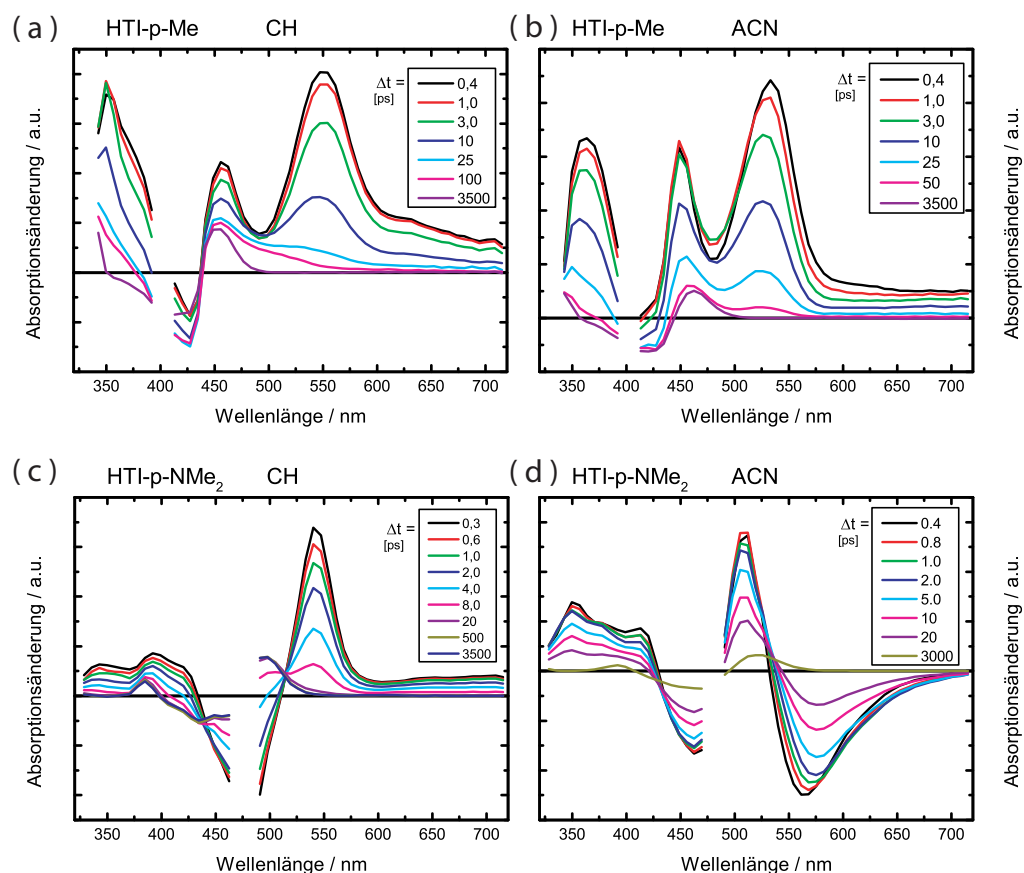 (a) HTI-p-Me CH
Δt =
[ps]
0,4
1,0
3,0
10
25
100
3500
Absorptionsänderung / a.u.
350 400 450 500 550 600 650 700
Wellenlänge / nm
(b) HTI-p-Me ACN
Δt =
[ps]
0,4
1,0
3,0
10
25
50
3500
Absorptionsänderung / a.u.
350 400 450 500 550 600 650 700
Wellenlänge / nm
(c) HTI-p-NMe₂ CH
Δt =
[ps]
0,3
0,6
1,0
2,0
4,0
8,0
20
500
3500
Absorptionsänderung / a.u.
350 400 450 500 550 600 650 700
Wellenlänge / nm
(d) HTI-p-NMe₂ ACN
Δt =
[ps]
0.4
0.8
1.0
2.0
5.0
10
20
3000
Absorptionsänderung / a.u.
350 400 450 500 550 600 650 700
Wellenlänge / nm